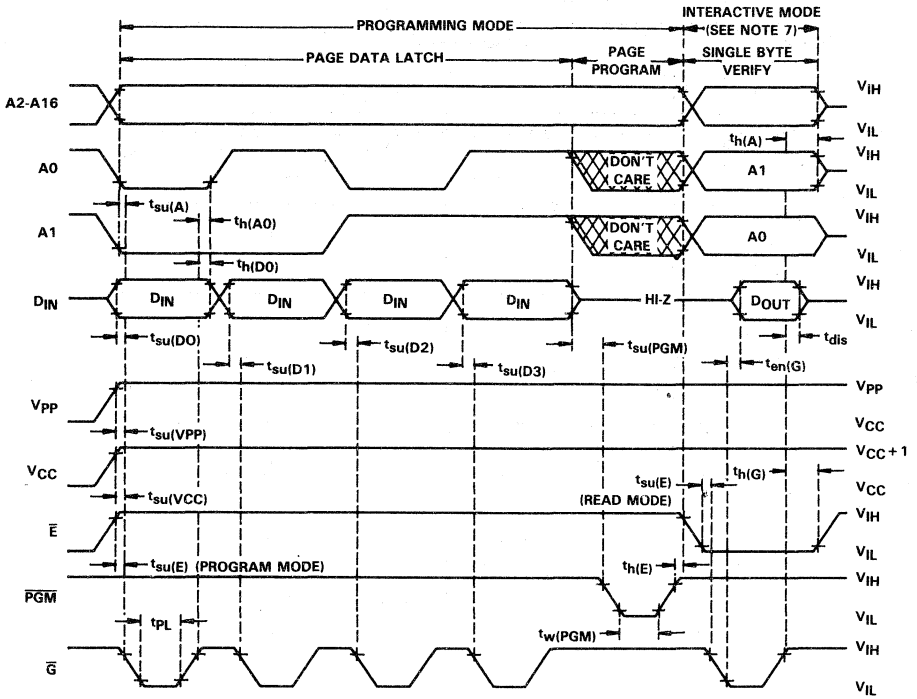 PROGRAMMING MODE
INTERACTIVE MODE
(SEE NOTE 7)
PAGE DATA LATCH
PAGE
PROGRAM
SINGLE BYTE
VERIFY
A2-A16
VIH
VIL
th(A)
A0
DON'T
CARE
A1
VIH
VIL
tsu(A)
th(A0)
A1
DON'T
CARE
A0
VIH
VIL
th(D0)
DIN
DIN
DIN
DIN
DIN
HI-Z
DOUT
VIH
VIL
tsu(DO)
tsu(D1)
tsu(D2)
tsu(D3)
tsu(PGM)
ten(G)
tdis
VPP
VPP
VCC
tsu(VPP)
VCC
VCC+1
VCC
tsu(VCC)
tsu(E)
(READ MODE)
th(G)
E
VIH
VIL
tsu(E) (PROGRAM MODE)
th(E)
PGM
VIH
VIL
tPL
tw(PGM)
G
VIH
VIL